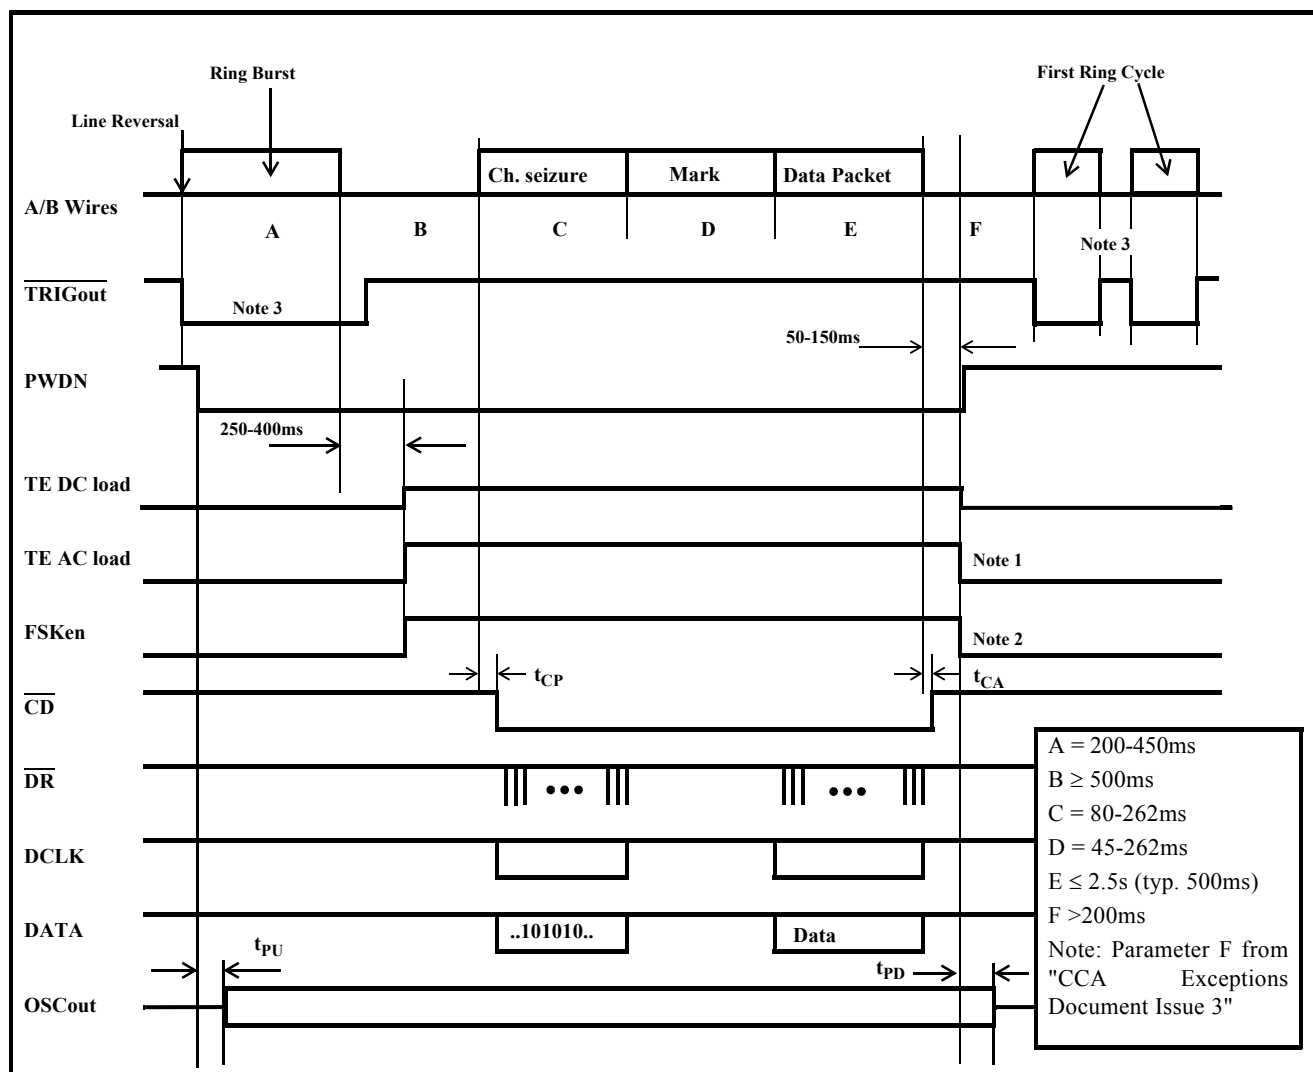 Ring Burst
First Ring Cycle
Line Reversal
Ch. seizure Mark Data Packet
A/B Wires
A B C D E F
Note 3
TRIGout
Note 3
50-150ms
PWDN
250-400ms
TE DC load
TE AC load
Note 1
FSKen
Note 2
tCP
tCA
CD
DR
DCLK
DATA
..101010..
Data
tPU
tPD
OSCout
A = 200-450ms
B ≥ 500ms
C = 80-262ms
D = 45-262ms
E ≤ 2.5s (typ. 500ms)
F >200ms
Note: Parameter F from
"CCA Exceptions
Document Issue 3"